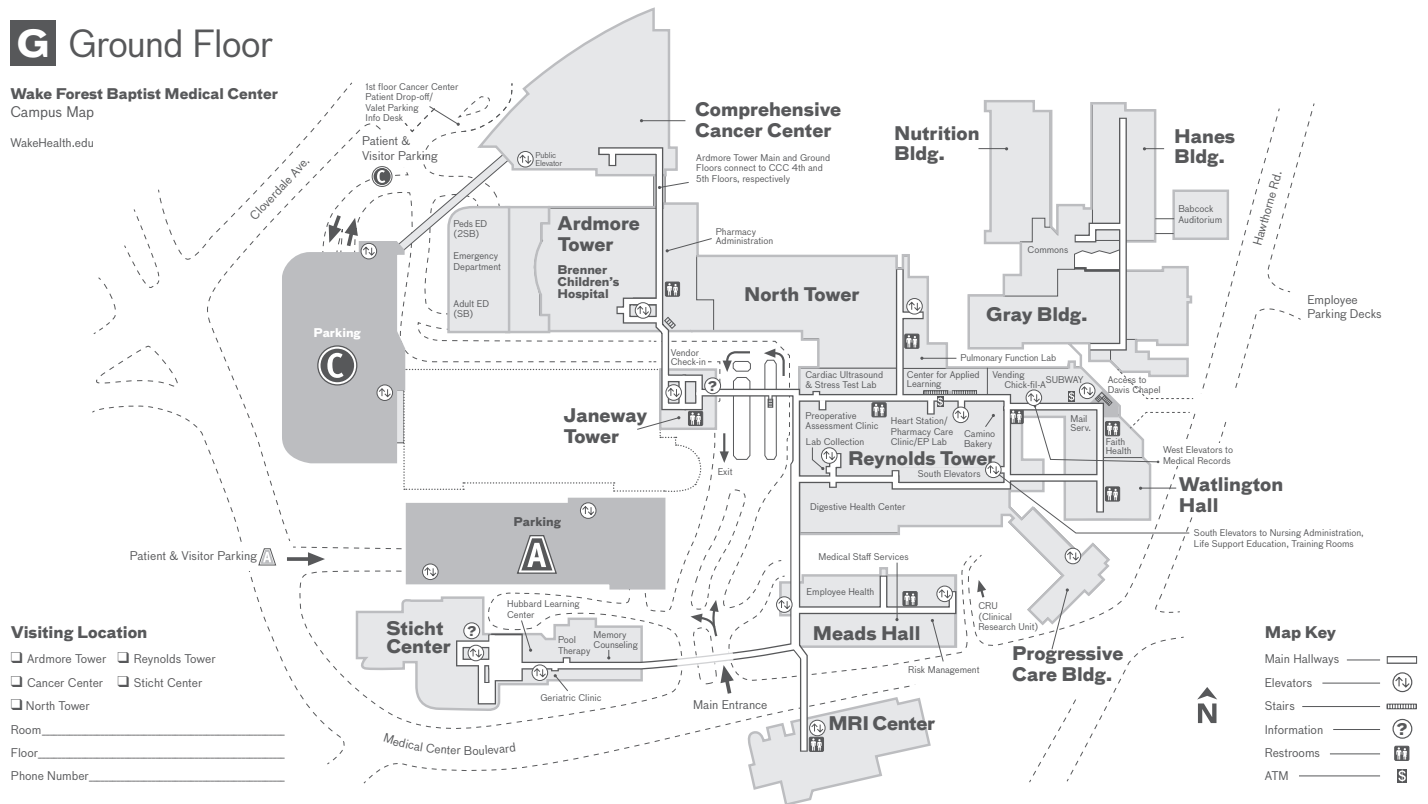 G Ground Floor
Wake Forest Baptist Medical Center
Campus Map
WakeHealth.edu
1st floor Cancer Center
Patient Drop-off/
Valet Parking
Info Desk
Patient &
Visitor Parking
C
Cloverdale Ave.
Public
Elevator
Comprehensive
Cancer Center
Ardmore Tower Main and Ground
Floors connect to CCC 4th and
5th Floors, respectively
Nutrition
Bldg.
Hanes
Bldg.
Babcock
Auditorium
Commons
Hawthorne Rd.
Peds ED
(2SB)
Emergency
Department
Adult ED
(SB)
Ardmore
Tower
Brenner
Children's
Hospital
Pharmacy
Administration
North Tower
Gray Bldg.
Employee
Parking Decks
Parking
C
Vendor
Check-in
?
Janeway
Tower
Exit
Pulmonary Function Lab
Cardiac Ultrasound
& Stress Test Lab
Center for Applied
Learning
Vending
Chick-fil-A
SUBWAY
Access to
Davis Chapel
$
$
Preoperative
Assessment Clinic
Heart Station/
Pharmacy Care
Clinic/EP Lab
Camino
Bakery
Mail
Serv.
Faith
Health
Lab Collection
Reynolds Tower
South Elevators
West Elevators to
Medical Records
Watlington
Hall
Digestive Health Center
South Elevators to Nursing Administration,
Life Support Education, Training Rooms
Parking
A
Patient & Visitor Parking A
Medical Staff Services
Employee Health
Meads Hall
Risk Management
CRU
(Clinical
Research Unit)
Progressive
Care Bldg.
Hubbard Learning
Center
Sticht
Center
?
Pool
Therapy
Memory
Counseling
Geriatric Clinic
Main Entrance
Medical Center Boulevard
MRI Center
Visiting Location
Ardmore Tower
Reynolds Tower
Cancer Center
Sticht Center
North Tower
Room
Floor
Phone Number
N
Map Key
Main Hallways
Elevators
Stairs
Information ?
Restrooms
ATM $